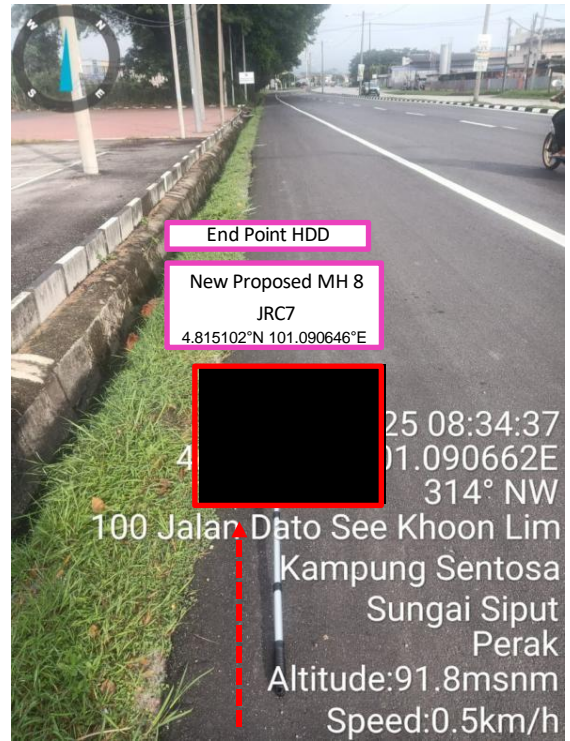 End Point HDD
New Proposed MH 8
JRC7
4.815102°N 101.090646°E
25 08:34:37
4 01.090662E
314° NW
100 Jalan Dato See Khoon Lim
Kampung Sentosa
Sungai Siput
Perak
Altitude:91.8msnm
Speed:0.5km/h